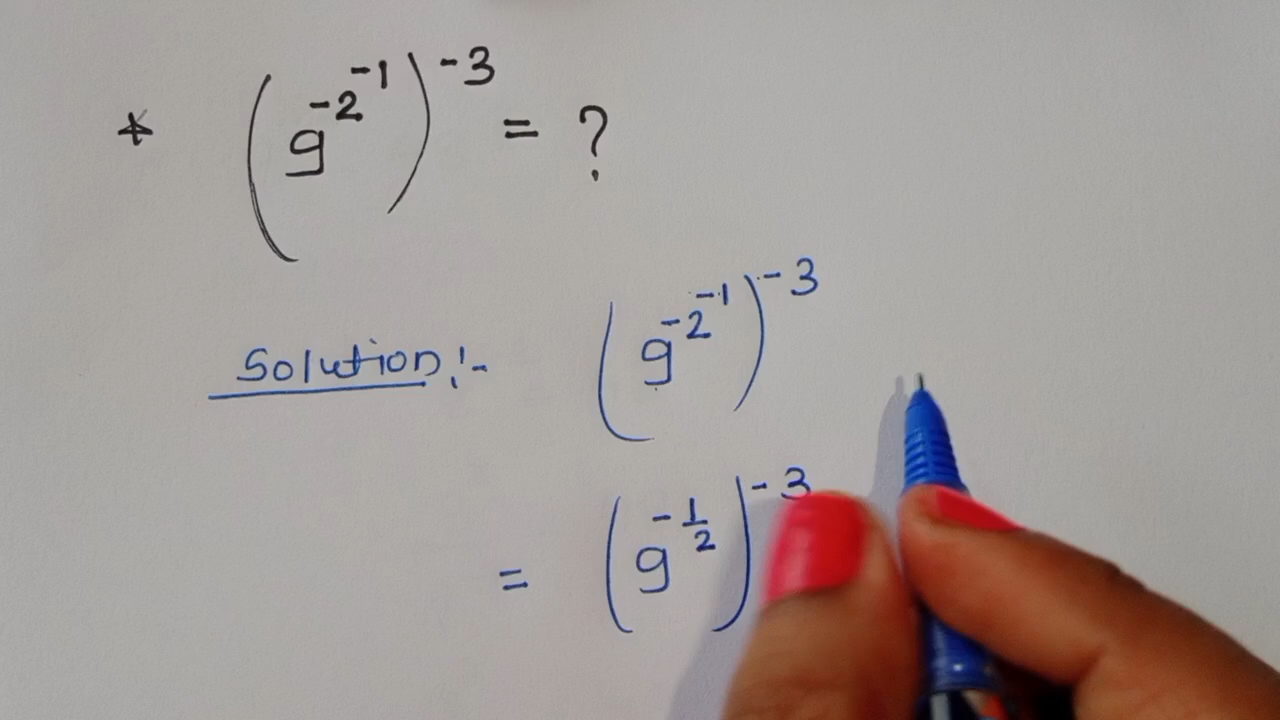 * (9^-2^-1)^-3 = ?
Solution:- (9^-2^-1)^-3
= (9^-1/2)^-3